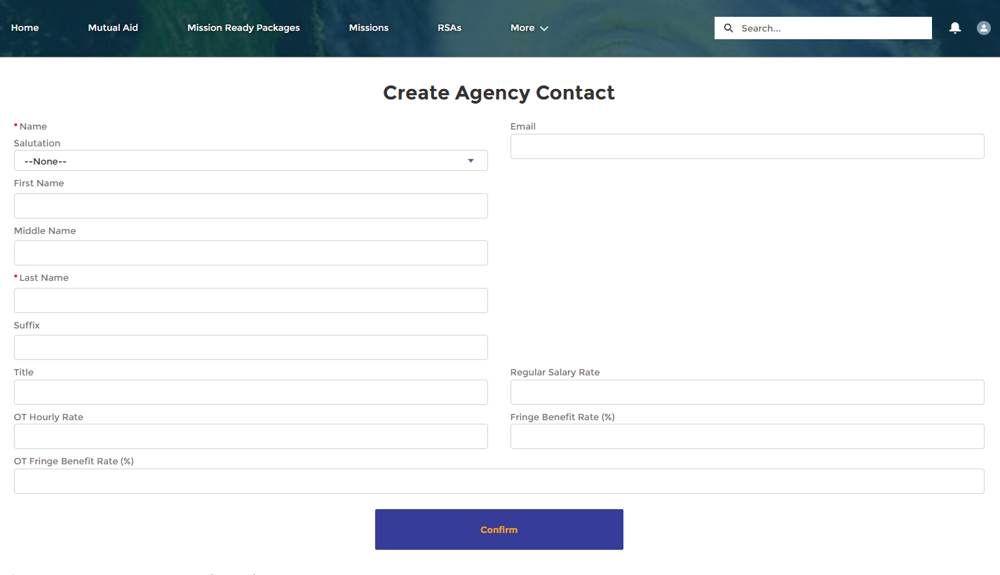 Home Mutual Aid Mission Ready Packages Missions RSAs More Search...
Create Agency Contact
* Name
Salutation
--None--
First Name
Middle Name
* Last Name
Suffix
Email
Title
Regular Salary Rate
OT Hourly Rate
Fringe Benefit Rate (%)
OT Fringe Benefit Rate (%)
Confirm